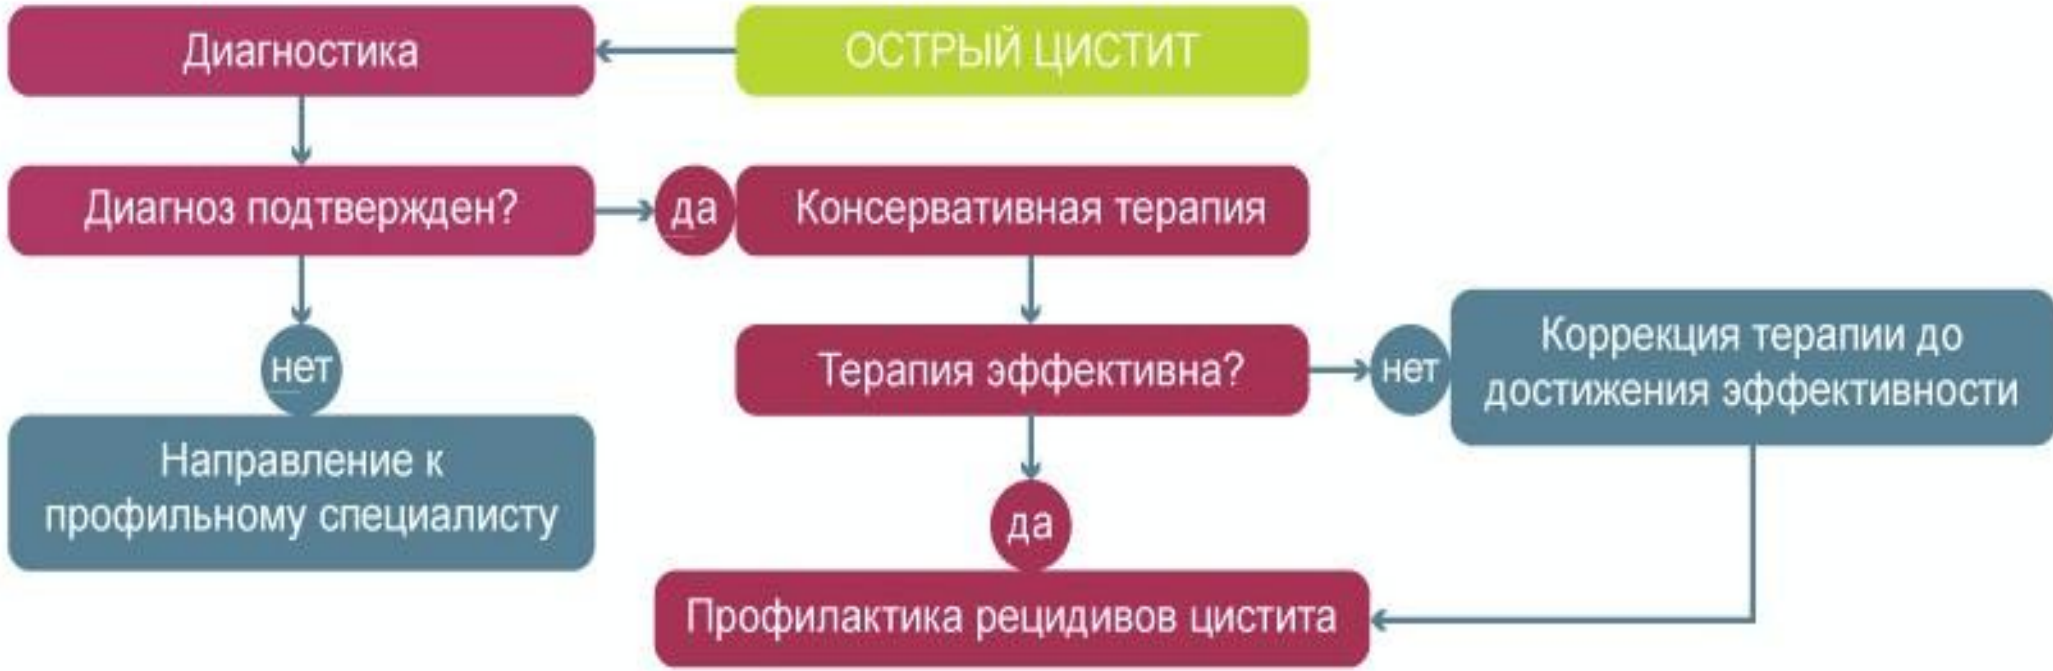 Диагностика
ОСТРЫЙ ЦИСТИТ
Диагноз подтвержден?
да
Консервативная терапия
нет
Направление к
профильному специалисту
Терапия эффективна?
нет
Коррекция терапии до
достижения эффективности
да
Профилактика рецидивов цистита